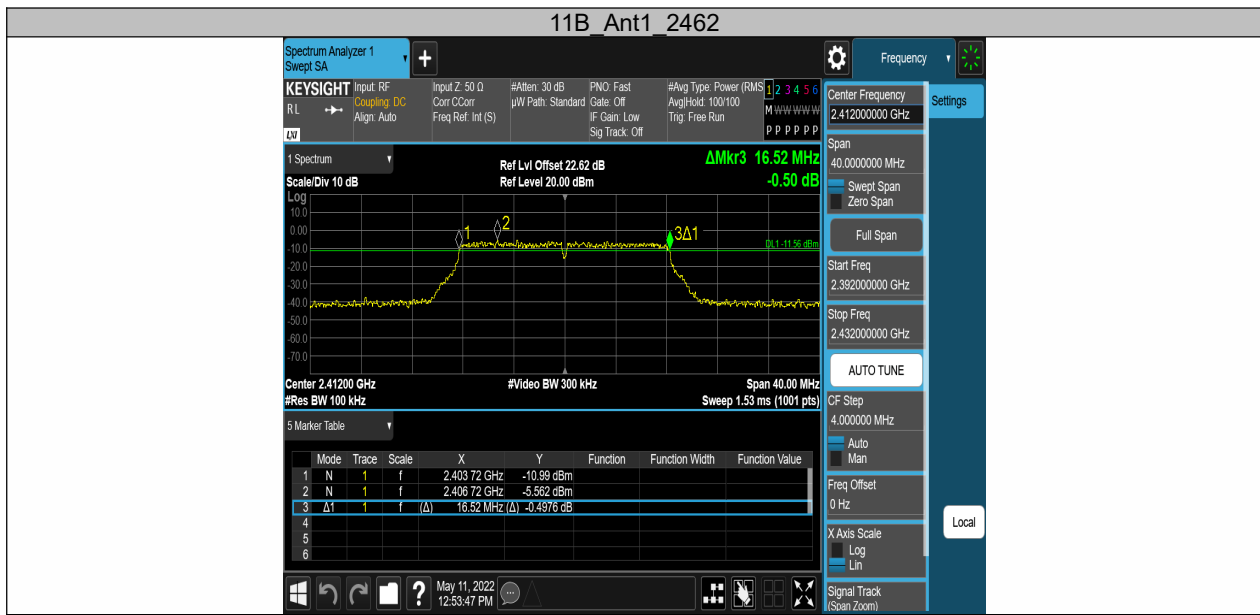 11B_Ant1_2462
Spectrum Analyzer 1
Swept SA
Frequency
KEYSIGHT
RL
LXI
Input: RF
Coupling: DC
Align: Auto
Input Z: 50 Ω
Corr CCorr
Freq Ref: Int (S)
#Atten: 30 dB
µW Path: Standard
PNO: Fast
Gate: Off
IF Gain: Low
Sig Track: Off
#Avg Type: Power (RMS
Avg|Hold: 100/100
Trig: Free Run
1 2 3 4 5 6
M W W W W W
P P P P P P
1 Spectrum
Scale/Div 10 dB
Ref Lvl Offset 22.62 dB
Ref Level 20.00 dBm
ΔMkr3 16.52 MHz
-0.50 dB
Log
10.0
0.00
-10.0
-20.0
-30.0
-40.0
-50.0
-60.0
-70.0
1
2
3Δ1
DL1 -11.56 dBm
Center 2.41200 GHz
#Video BW 300 kHz
Span 40.00 MHz
#Res BW 100 kHz
Sweep 1.53 ms (1001 pts)
5 Marker Table
Mode Trace Scale X Y Function Function Width Function Value
1 N 1 f 2.403 72 GHz -10.99 dBm
2 N 1 f 2.406 72 GHz -5.562 dBm
3 Δ1 1 f (Δ) 16.52 MHz (Δ) -0.4976 dB
4
5
6
May 11, 2022
12:53:47 PM
Center Frequency
2.412000000 GHz
Settings
Span
40.0000000 MHz
Swept Span
Zero Span
Full Span
Start Freq
2.392000000 GHz
Stop Freq
2.432000000 GHz
AUTO TUNE
CF Step
4.000000 MHz
Auto
Man
Freq Offset
0 Hz
Local
X Axis Scale
Log
Lin
Signal Track
(Span Zoom)